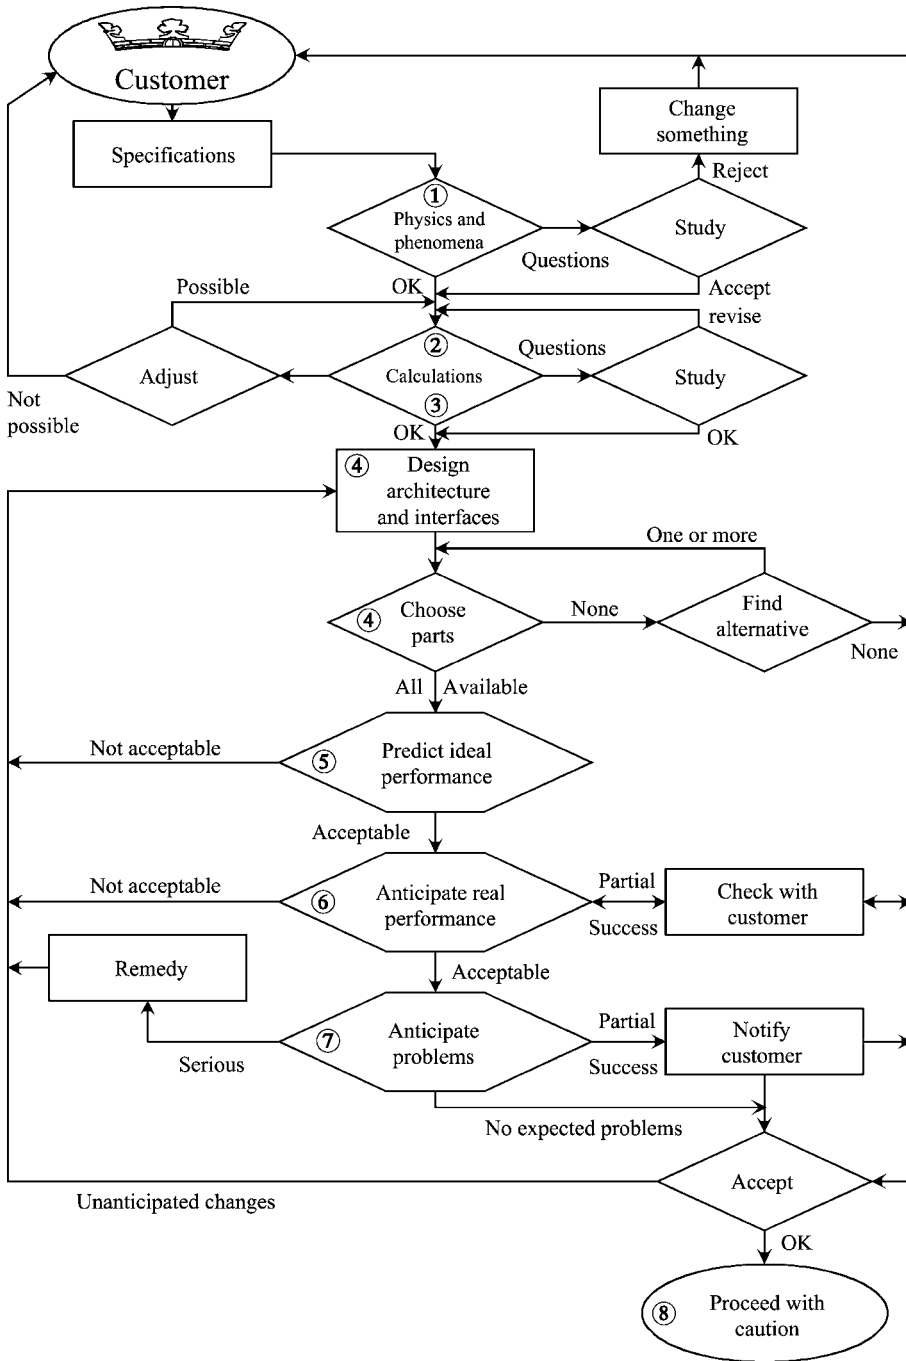 Customer
Specifications
Change
something
Reject
①
Physics and
phenomena
Study
Questions
OK
Accept
Possible
revise
②
Questions
Adjust
Calculations
Study
③
Not
possible
OK
OK
④
Design
architecture
and interfaces
One or more
④
Choose
parts
None
Find
alternative
None
All
Available
Not acceptable
⑤
Predict ideal
performance
Acceptable
Not acceptable
⑥
Anticipate real
performance
Partial
Success
Check with
customer
Acceptable
Remedy
Serious
⑦
Anticipate
problems
Partial
Success
Notify
customer
No expected problems
Accept
Unanticipated changes
OK
⑧
Proceed with
caution